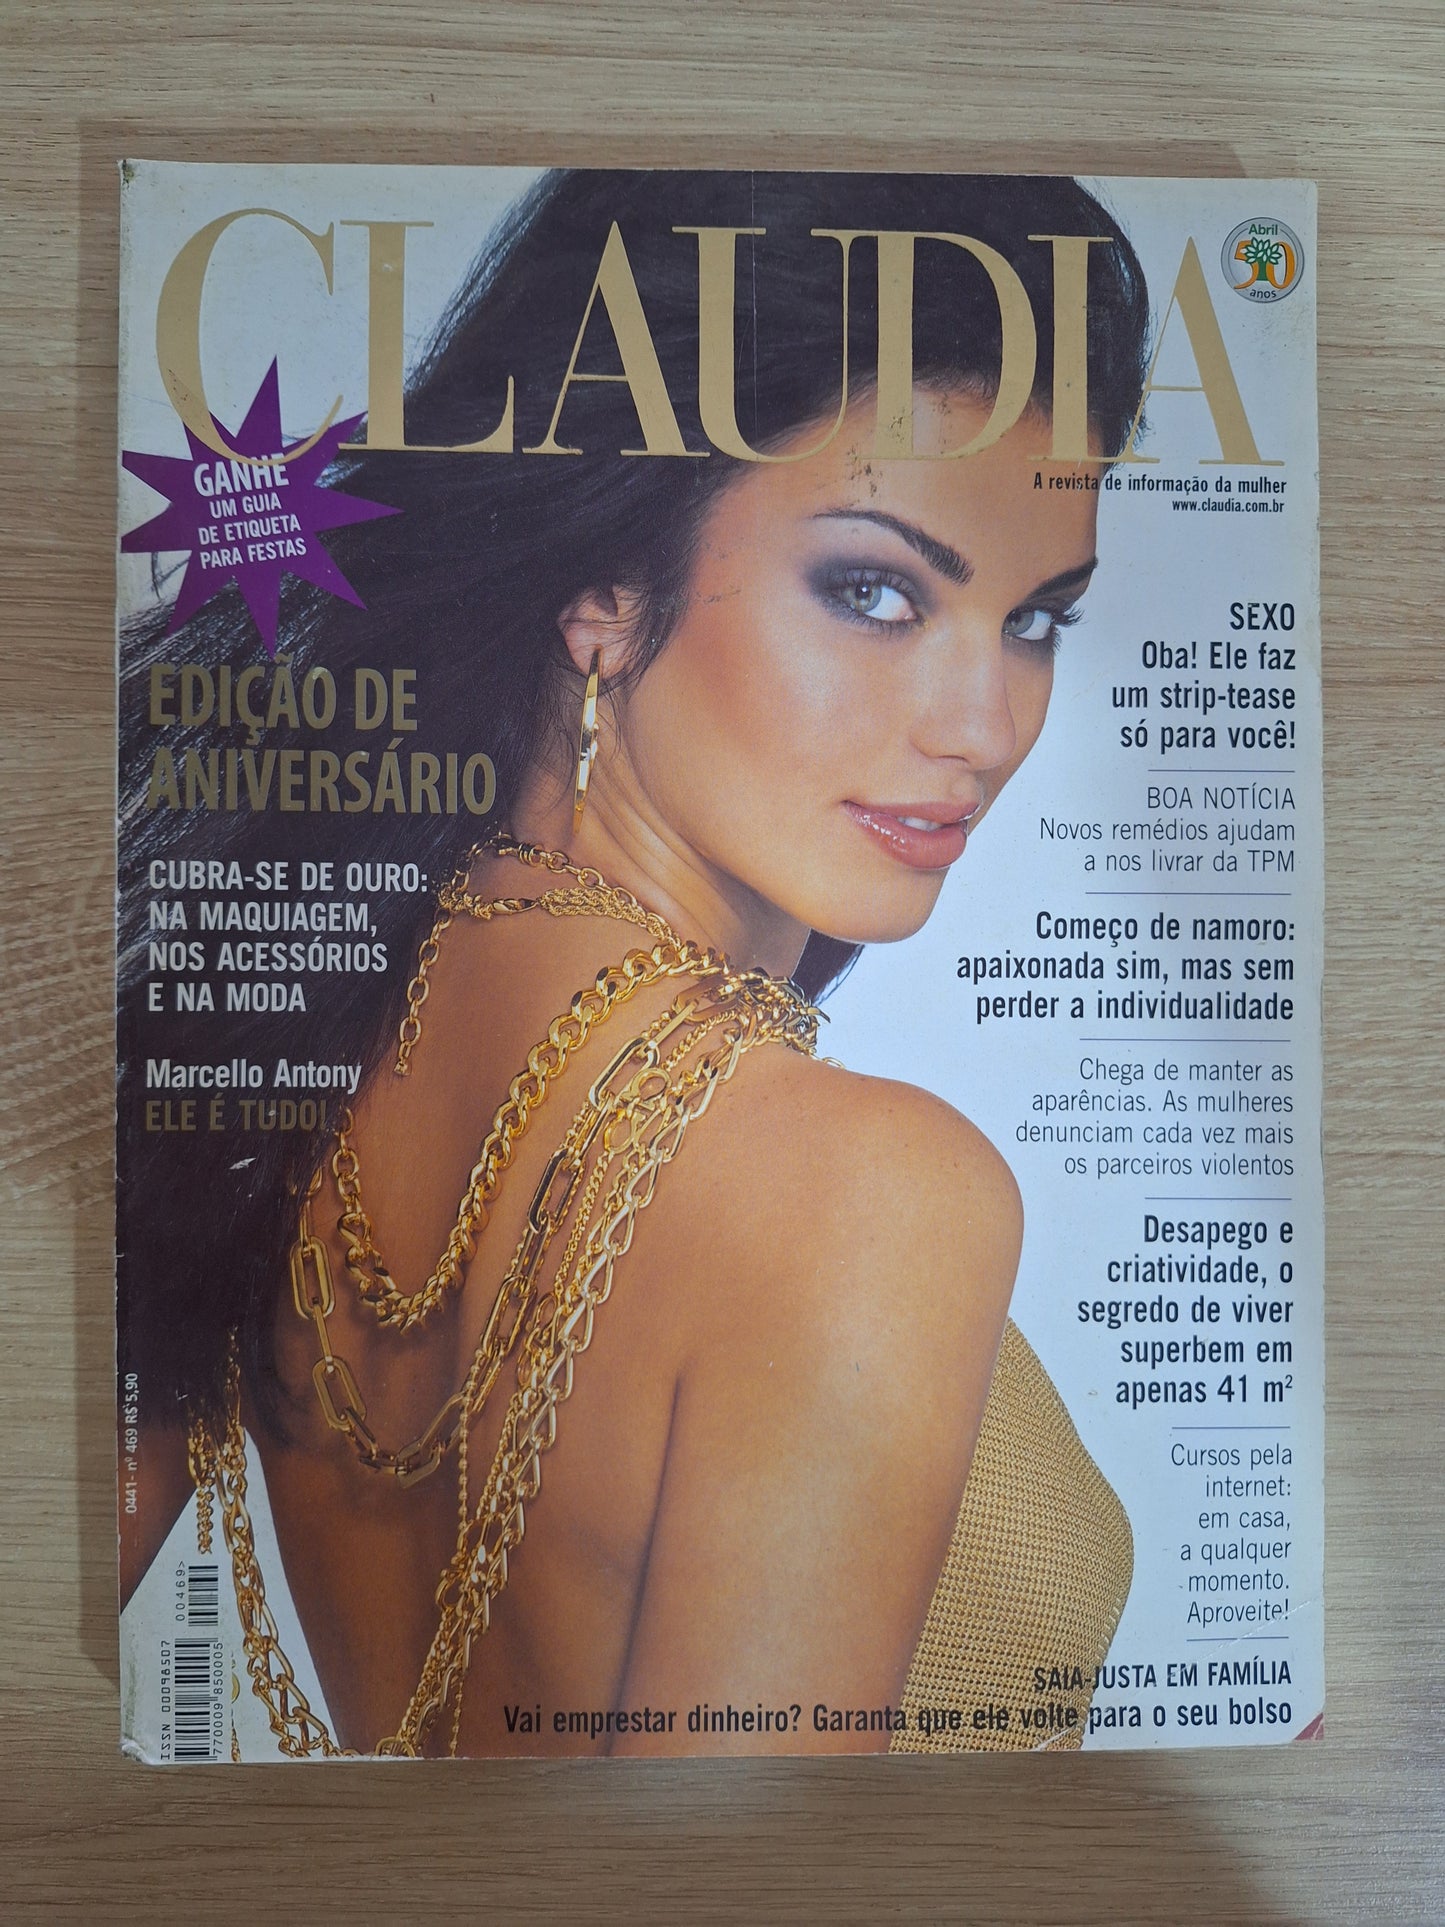 CLAUDIA
Abril
50
anos
A revista de informação da mulher
www.claudia.com.br
GANHE
UM GUIA
DE ETIQUETA
PARA FESTAS
EDIÇÃO DE
ANIVERSÁRIO
CUBRA-SE DE OURO:
NA MAQUIAGEM,
NOS ACESSÓRIOS
E NA MODA
Marcello Antony
ELE É TUDO!
SEXO
Oba! Ele faz
um strip-tease
só para você!
BOA NOTÍCIA
Novos remédios ajudam
a nos livrar da TPM
Começo de namoro:
apaixonada sim, mas sem
perder a individualidade
Chega de manter as
aparências. As mulheres
denunciam cada vez mais
os parceiros violentos
Desapego e
criatividade, o
segredo de viver
superbem em
apenas 41 m²
Cursos pela
internet:
em casa,
a qualquer
momento.
Aproveite!
SAIA-JUSTA EM FAMÍLIA
Vai emprestar dinheiro? Garanta que ele volte para o seu bolso
0441- nº 469 R$ 5,90
00469>
ISSN 00098507
770009 850005